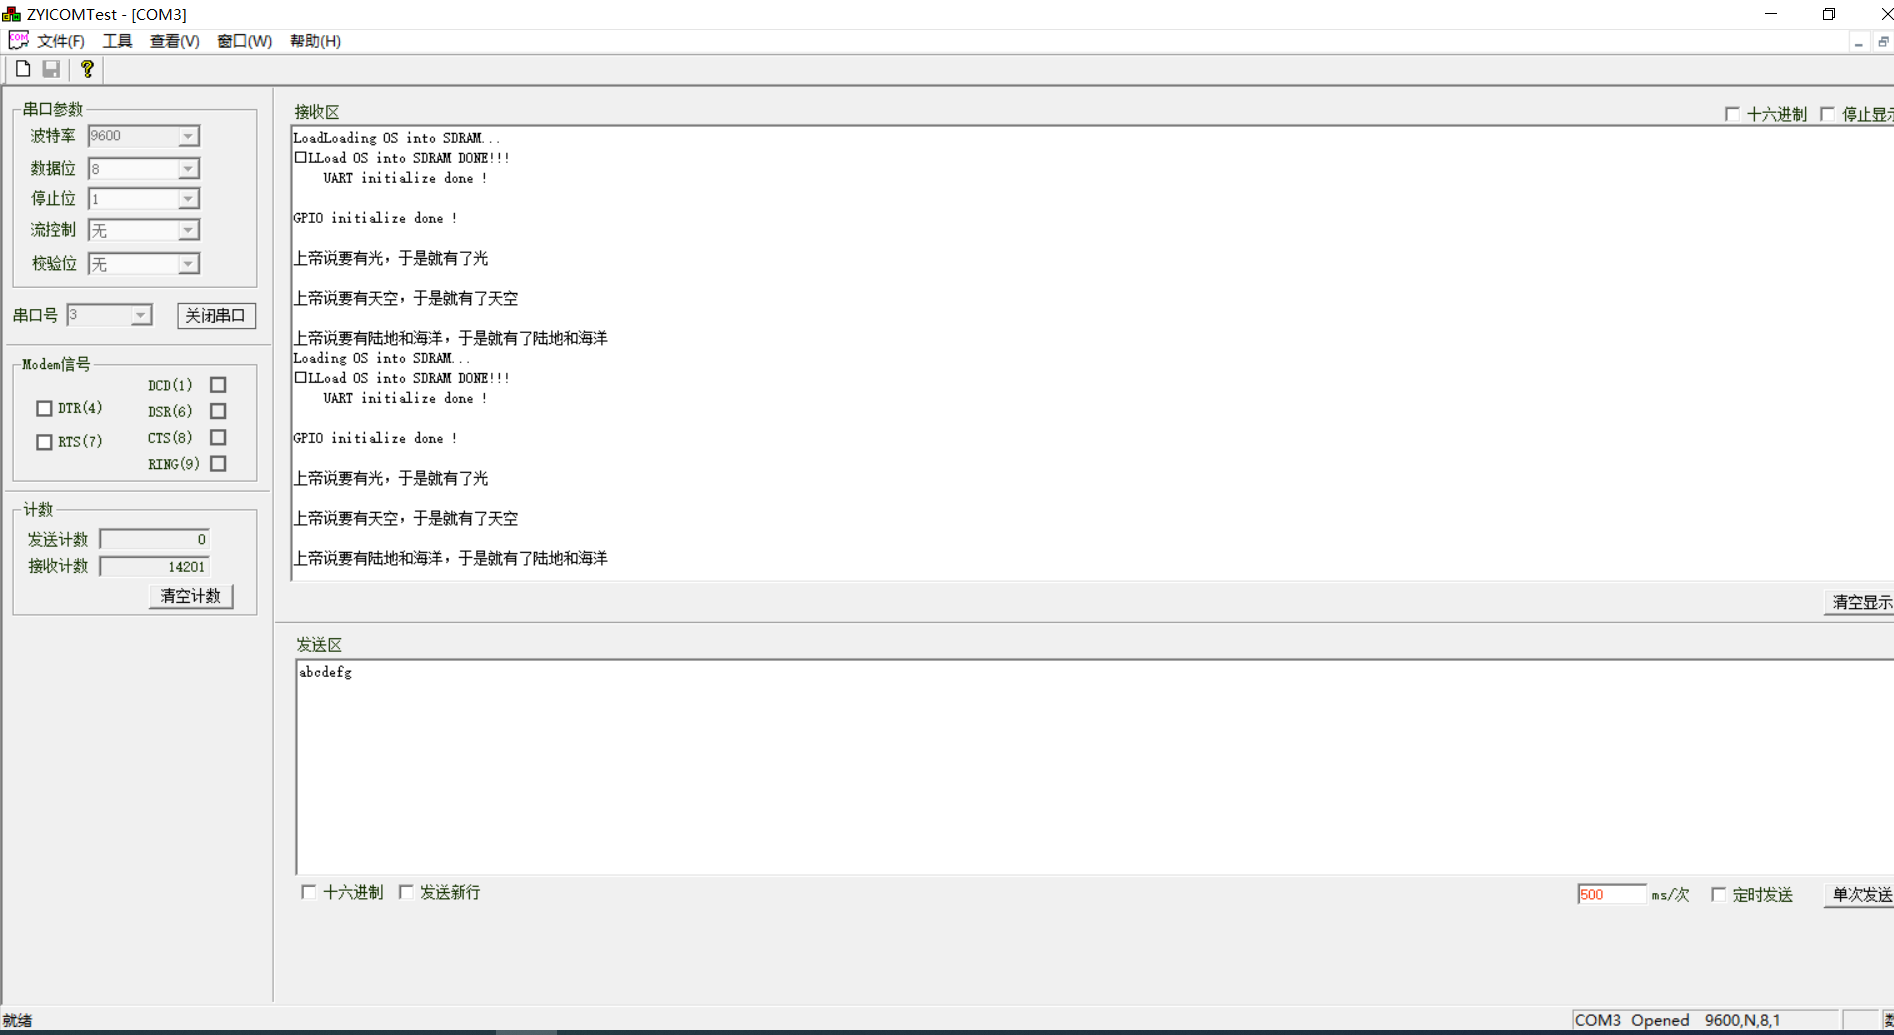 ZYICOMTest - [COM3]
文件(F) 工具 查看(V) 窗口(W) 帮助(H)
串口参数
波特率 9600
数据位 8
停止位 1
流控制 无
校验位 无
串口号 3 关闭串口
Modem信号
DCD(1)
DTR(4)
DSR(6)
CTS(8)
RTS(7)
RING(9)
计数
发送计数 0
接收计数 14201
清空计数
接收区 十六进制 停止显示
LoadLoading OS into SDRAM...
□LLoad OS into SDRAM DONE!!!
UART initialize done !
GPIO initialize done !
上帝说要有光，于是就有了光
上帝说要有天空，于是就有了天空
上帝说要有陆地和海洋，于是就有了陆地和海洋
Loading OS into SDRAM...
□LLoad OS into SDRAM DONE!!!
UART initialize done !
GPIO initialize done !
上帝说要有光，于是就有了光
上帝说要有天空，于是就有了天空
上帝说要有陆地和海洋，于是就有了陆地和海洋
清空显示
发送区
abcdefg
十六进制 发送新行 500 ms/次 定时发送 单次发送
就绪 COM3 Opened 9600,N,8,1